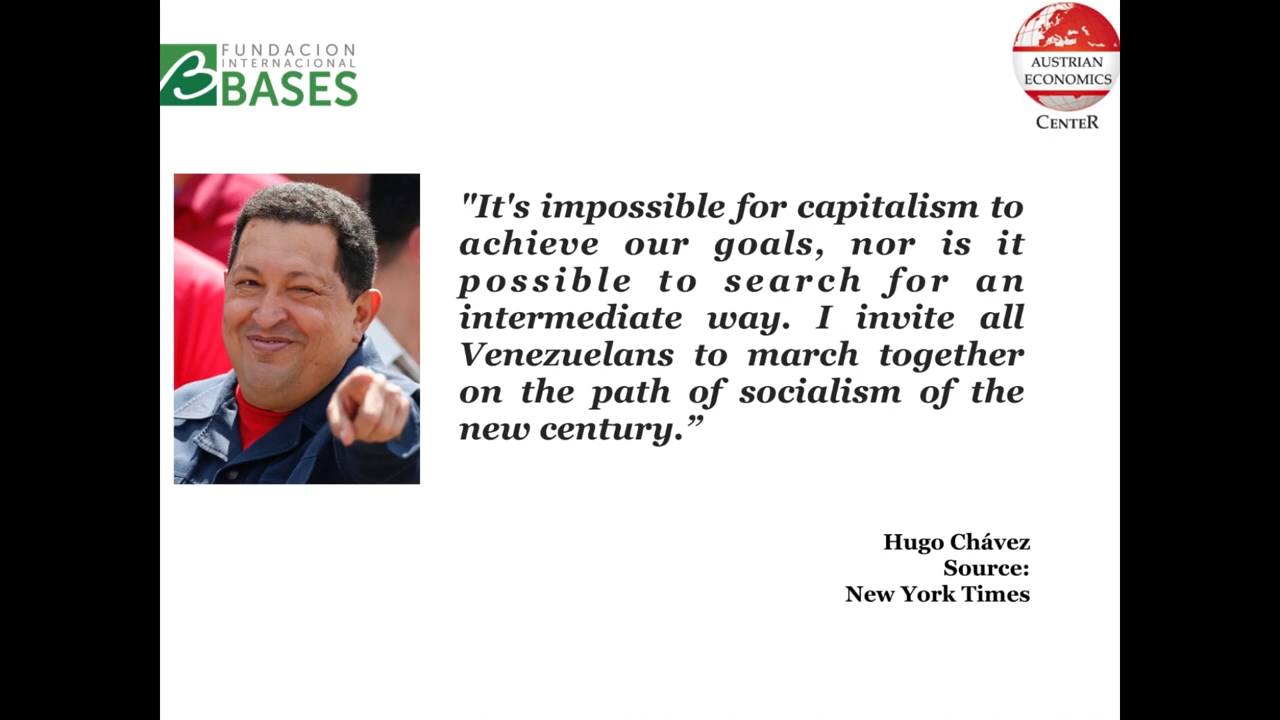 FUNDACION
INTERNACIONAL
BASES
AUSTRIAN
ECONOMICS
CENTER
"It's impossible for capitalism to
achieve our goals, nor is it
possible to search for an
intermediate way. I invite all
Venezuelans to march together
on the path of socialism of the
new century.”
Hugo Chávez
Source:
New York Times